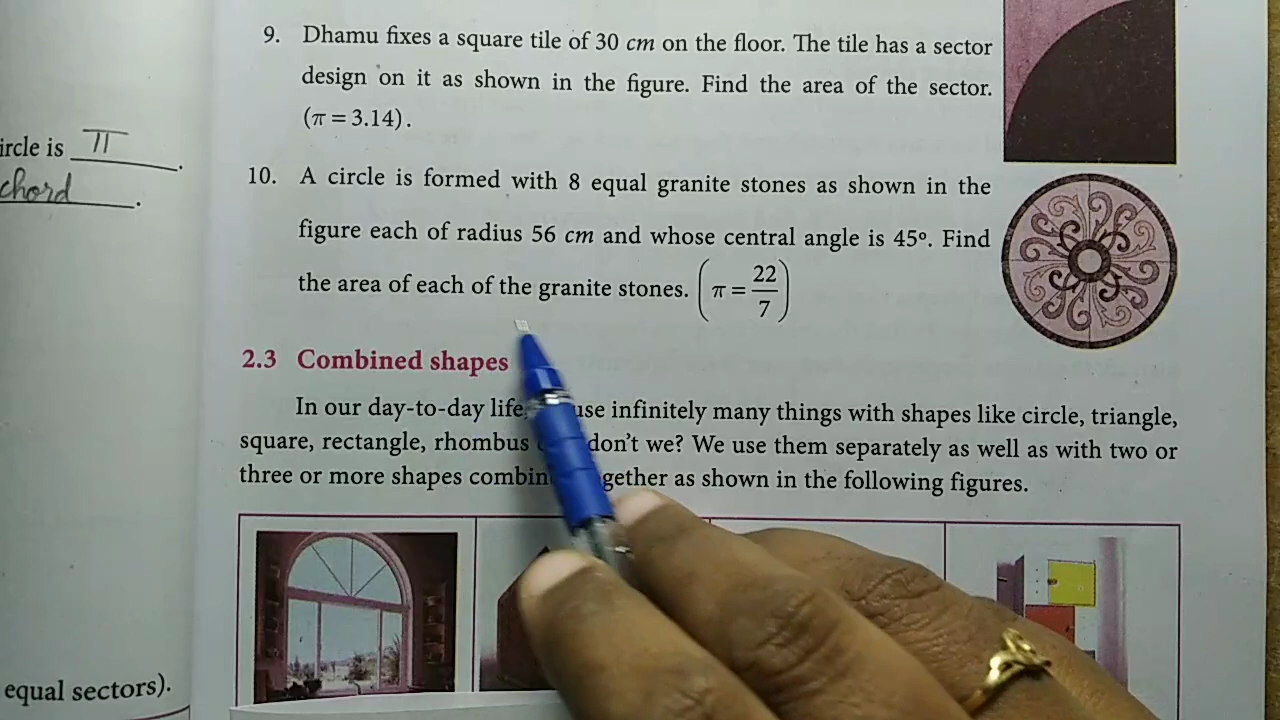 ircle is π.
chord.
equal sectors).
9. Dhamu fixes a square tile of 30 cm on the floor. The tile has a sector
design on it as shown in the figure. Find the area of the sector.
(π = 3.14).
10. A circle is formed with 8 equal granite stones as shown in the
figure each of radius 56 cm and whose central angle is 45º. Find
the area of each of the granite stones. (π = 22/7)
2.3 Combined shapes
In our day-to-day life, use infinitely many things with shapes like circle, triangle,
square, rectangle, rhombus don't we? We use them separately as well as with two or
three or more shapes combin gether as shown in the following figures.